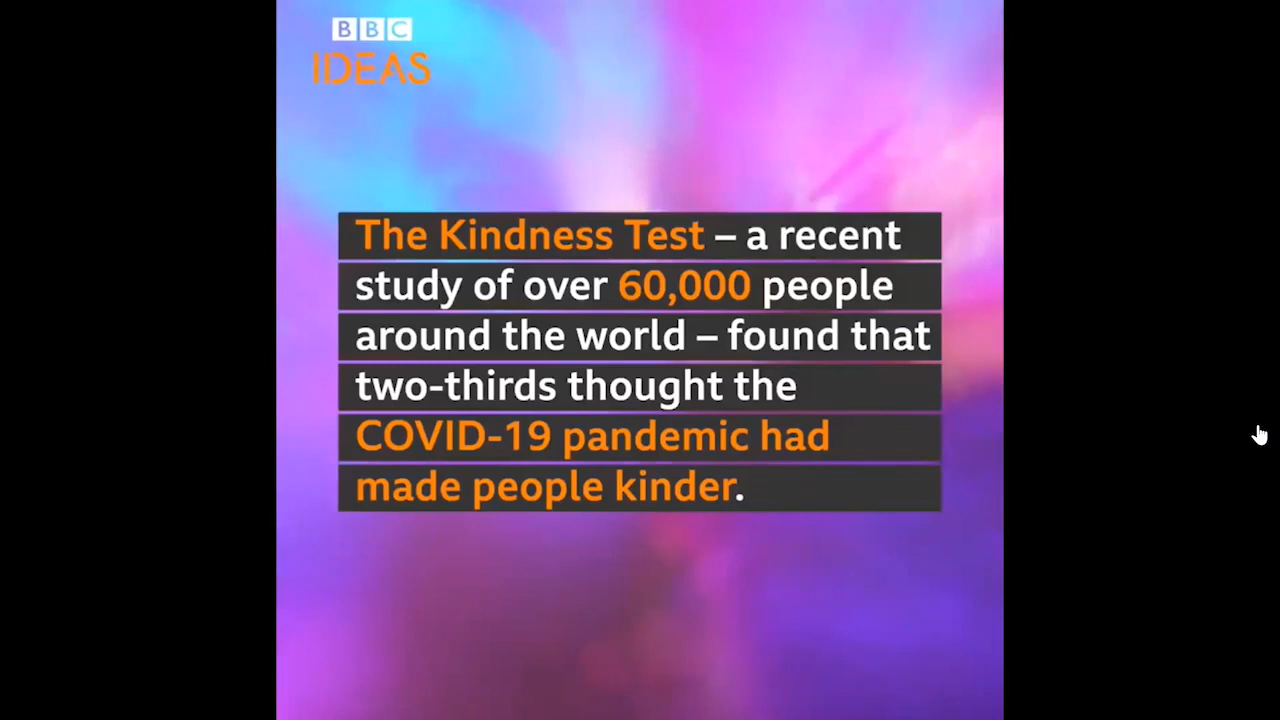 BBC
IDEAS
The Kindness Test – a recent
study of over 60,000 people
around the world – found that
two-thirds thought the
COVID-19 pandemic had
made people kinder.